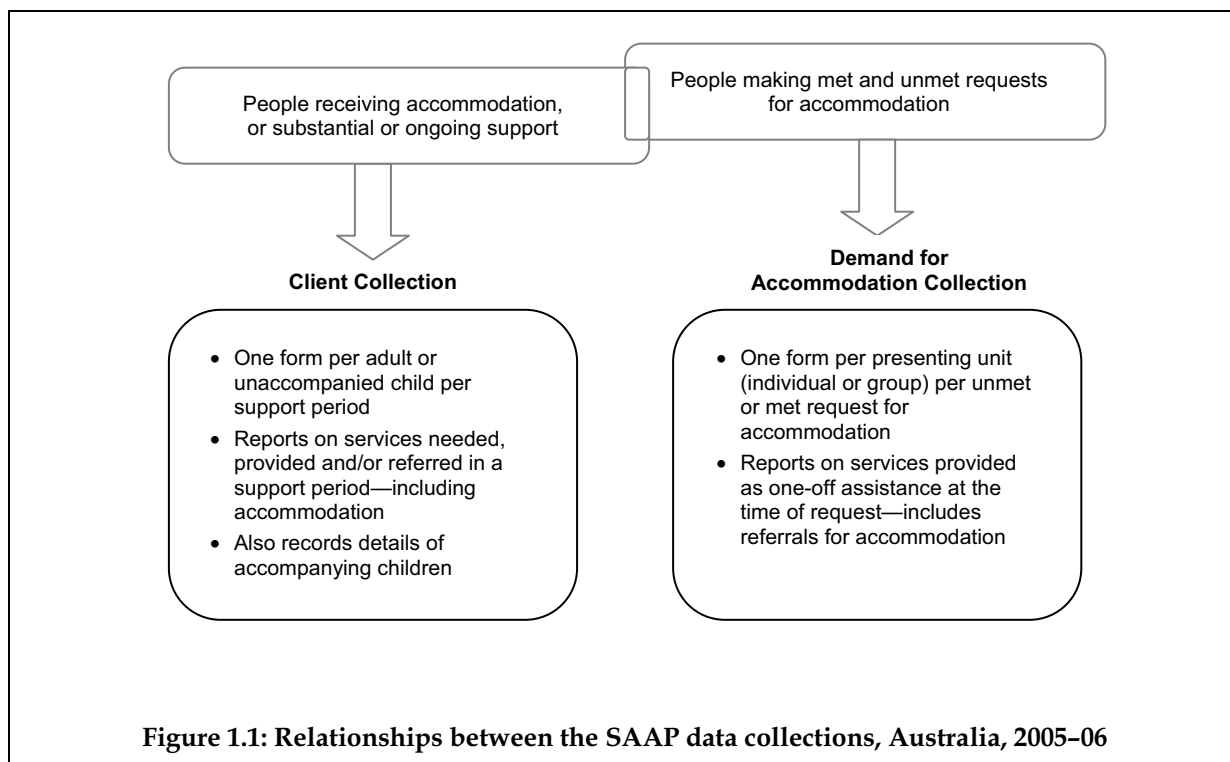 People receiving accommodation,
or substantial or ongoing support
People making met and unmet requests
for accommodation
Client Collection
• One form per adult or
unaccompanied child per
support period
• Reports on services needed,
provided and/or referred in a
support period—including
accommodation
• Also records details of
accompanying children
Demand for
Accommodation Collection
• One form per presenting unit
(individual or group) per unmet
or met request for
accommodation
• Reports on services provided
as one-off assistance at the
time of request—includes
referrals for accommodation
Figure 1.1: Relationships between the SAAP data collections, Australia, 2005–06